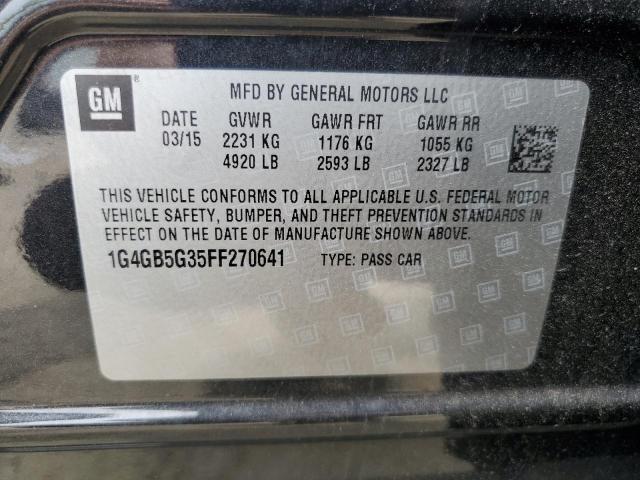 GM
®
MFD BY GENERAL MOTORS LLC
DATE GVWR GAWR FRT GAWR RR
03/15 2231 KG 1176 KG 1055 KG
4920 LB 2593 LB 2327 LB
THIS VEHICLE CONFORMS TO ALL APPLICABLE U.S. FEDERAL MOTOR
VEHICLE SAFETY, BUMPER, AND THEFT PREVENTION STANDARDS IN
EFFECT ON THE DATE OF MANUFACTURE SHOWN ABOVE.
1G4GB5G35FF270641 TYPE: PASS CAR